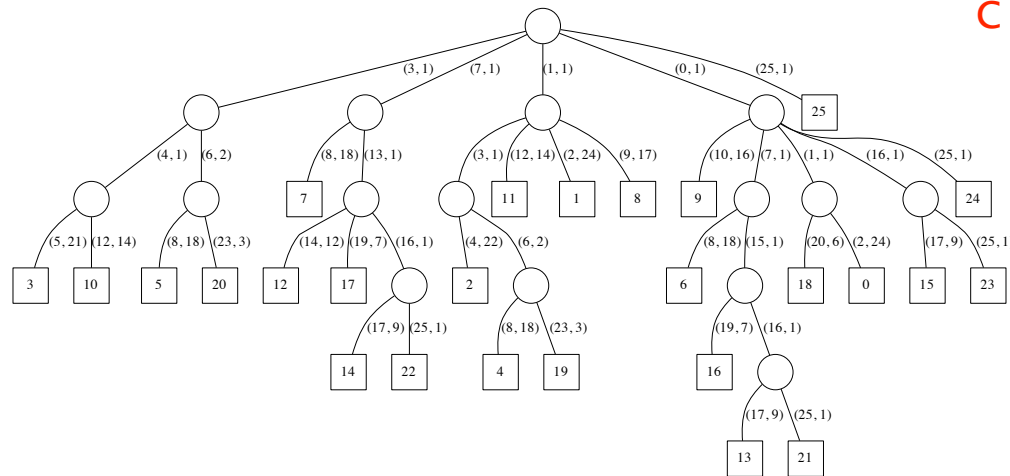 C
(3, 1) (7, 1) (1, 1) (0, 1) (25, 1)
25
(4, 1) (6, 2) (8, 18) (13, 1) (3, 1) (12, 14) (2, 24) (9, 17) (10, 16) (7, 1) (1, 1) (16, 1) (25, 1)
7 11 1 8 9 24
(5, 21) (12, 14) (8, 18) (23, 3) (14, 12) (19, 7) (16, 1) (4, 22) (6, 2) (8, 18) (15, 1) (20, 6) (2, 24) (17, 9) (25, 1
3 10 5 20 12 17 2 6 18 0 15 23
(17, 9) (25, 1) (8, 18) (23, 3) (19, 7) (16, 1)
14 22 4 19 16
(17, 9) (25, 1)
13 21